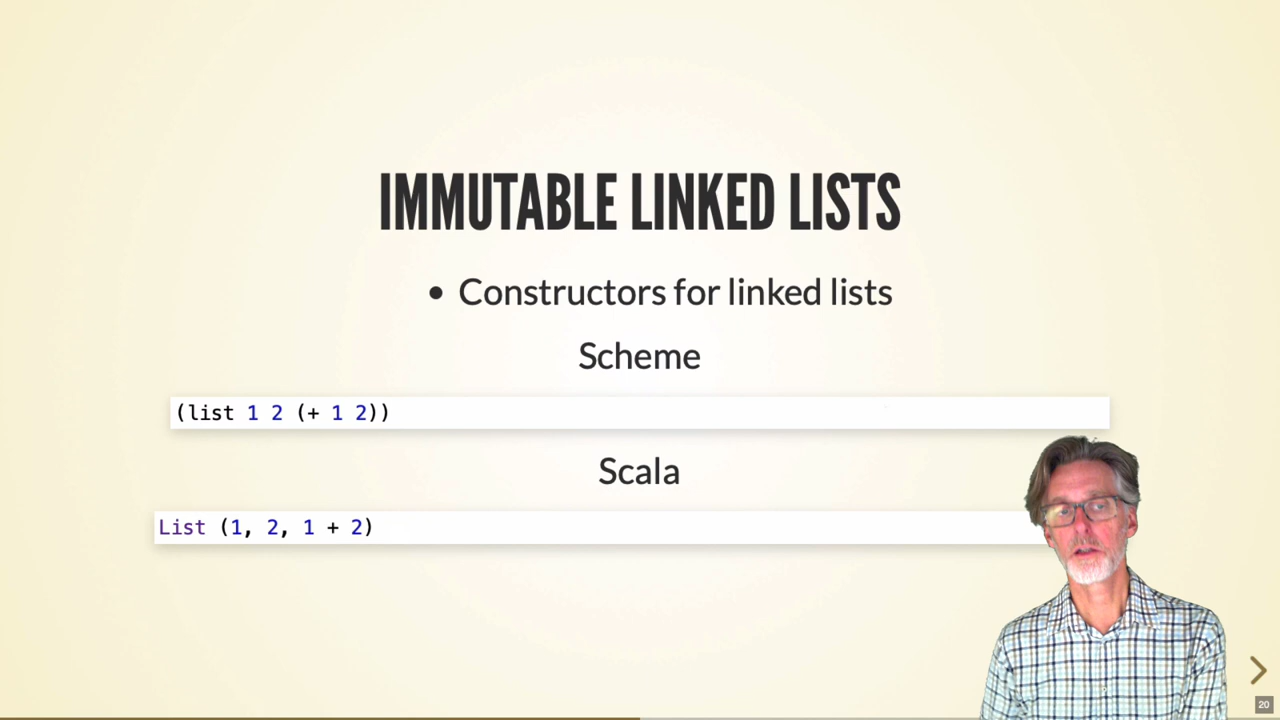 IMMUTABLE LINKED LISTS
• Constructors for linked lists
Scheme
(list 1 2 (+ 1 2))
Scala
List (1, 2, 1 + 2)
20